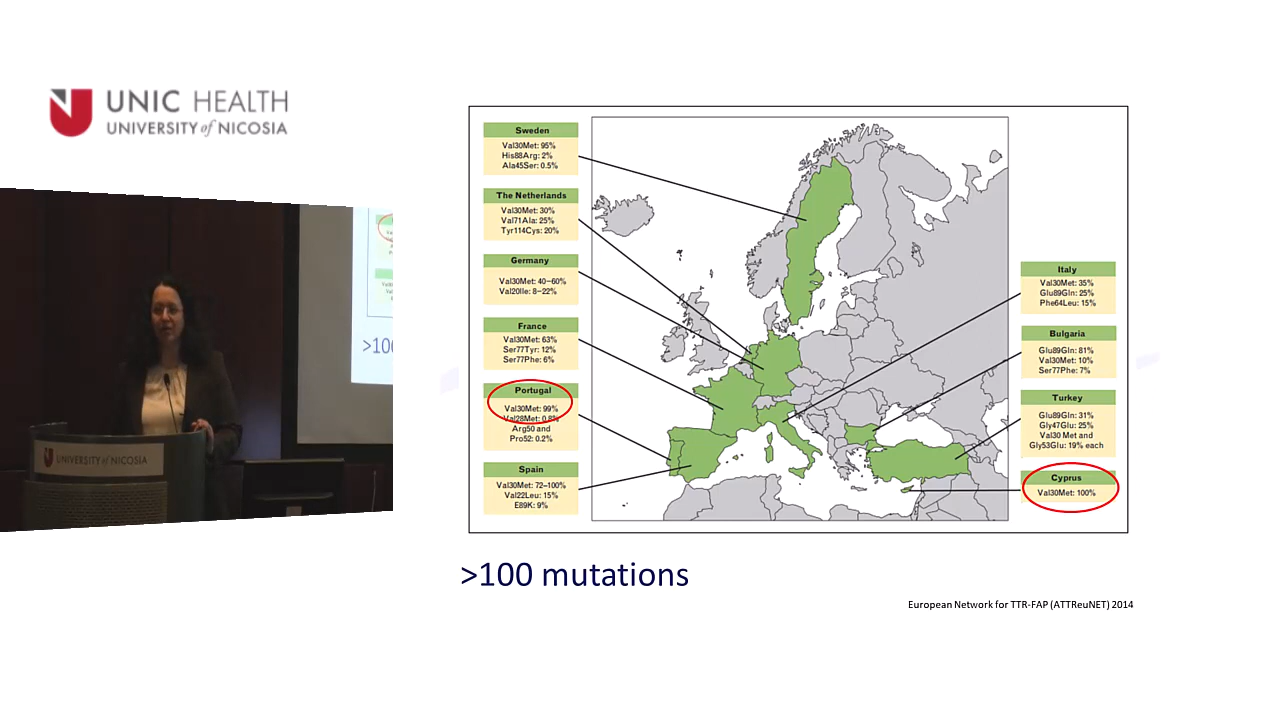 UNIC HEALTH
UNIVERSITY of NICOSIA
Sweden
Val30Met: 95%
His88Arg: 2%
Ala45Ser: 0.5%
The Netherlands
Val30Met: 30%
Val71Ala: 25%
Tyr114Cys: 20%
Germany
Val30Met: 40–60%
Val20Ile: 8–22%
France
Val30Met: 63%
Ser77Tyr: 12%
Ser77Phe: 6%
Portugal
Val30Met: 99%
Val28Met: 0.8%
Arg50 and
Pro52: 0.2%
Spain
Val30Met: 72–100%
Val22Leu: 15%
E89K: 9%
Italy
Val30Met: 35%
Glu89Gln: 25%
Phe64Leu: 15%
Bulgaria
Glu89Gln: 81%
Val30Met: 10%
Ser77Phe: 7%
Turkey
Glu89Gln: 31%
Gly47Glu: 25%
Val30 Met and
Gly53Glu: 19% each
Cyprus
Val30Met: 100%
>100 mutations
European Network for TTR-FAP (ATTReuNET) 2014
>10
UNIVERSITY of NICOSIA